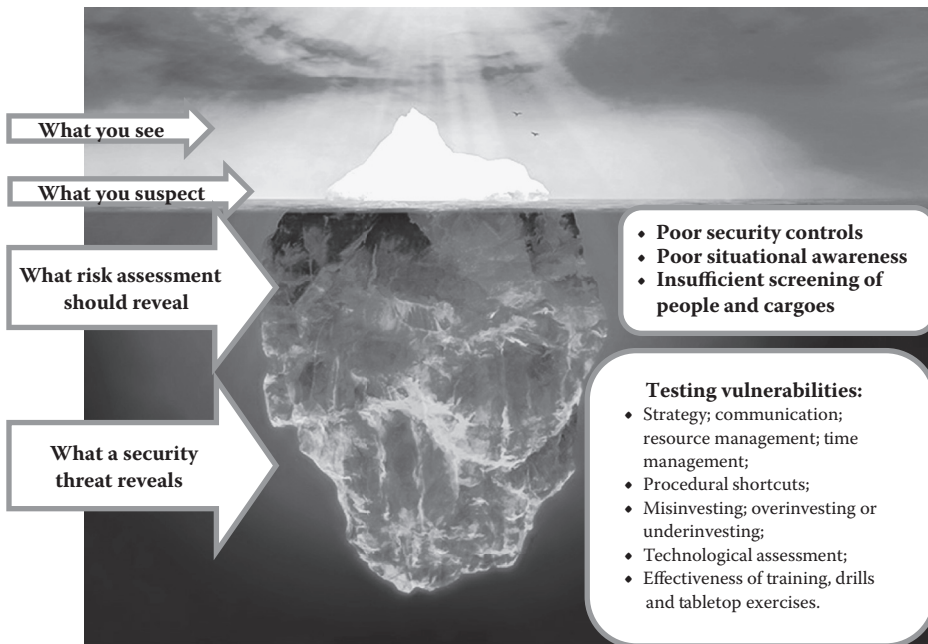 What you see
What you suspect
What risk assessment
should reveal
What a security
threat reveals
• Poor security controls
• Poor situational awareness
• Insufficient screening of
people and cargoes
Testing vulnerabilities:
• Strategy; communication;
resource management; time
management;
• Procedural shortcuts;
• Misinvesting; overinvesting or
underinvesting;
• Technological assessment;
• Effectiveness of training, drills
and tabletop exercises.